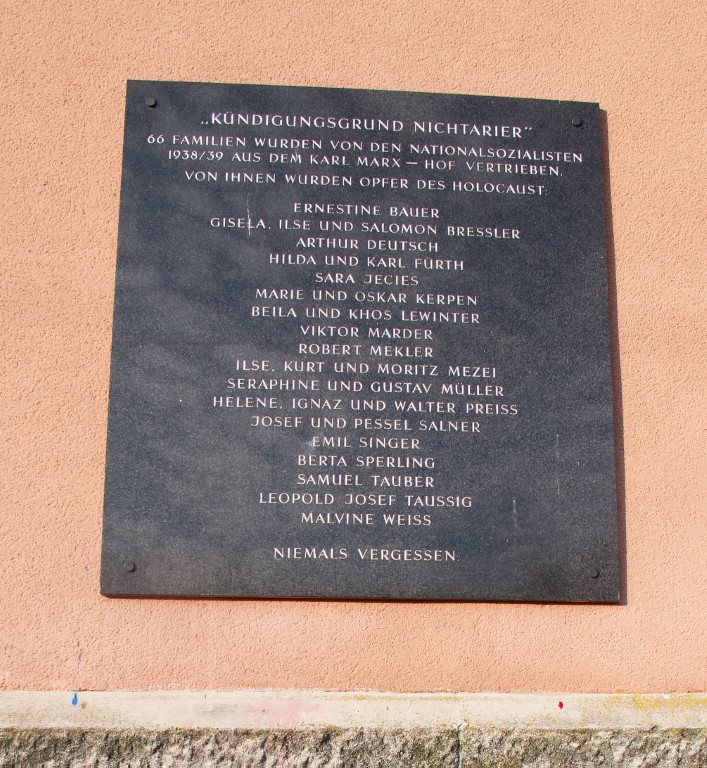 „KÜNDIGUNGSGRUND NICHTARIER“
66 FAMILIEN WURDEN VON DEN NATIONALSOZIALISTEN
1938/39 AUS DEM KARL MARX — HOF VERTRIEBEN.
VON IHNEN WURDEN OPFER DES HOLOCAUST:
ERNESTINE BAUER
GISELA, ILSE UND SALOMON BRESSLER
ARTHUR DEUTSCH
HILDA UND KARL FÜRTH
SARA JECIES
MARIE UND OSKAR KERPEN
BEILA UND KHOS LEWINTER
VIKTOR MARDER
ROBERT MEKLER
ILSE, KURT UND MORITZ MEZEI
SERAPHINE UND GUSTAV MÜLLER
HELENE, IGNAZ UND WALTER PREISS
JOSEF UND PESSEL SALNER
EMIL SINGER
BERTA SPERLING
SAMUEL TAUBER
LEOPOLD JOSEF TAUSSIG
MALVINE WEISS
NIEMALS VERGESSEN.